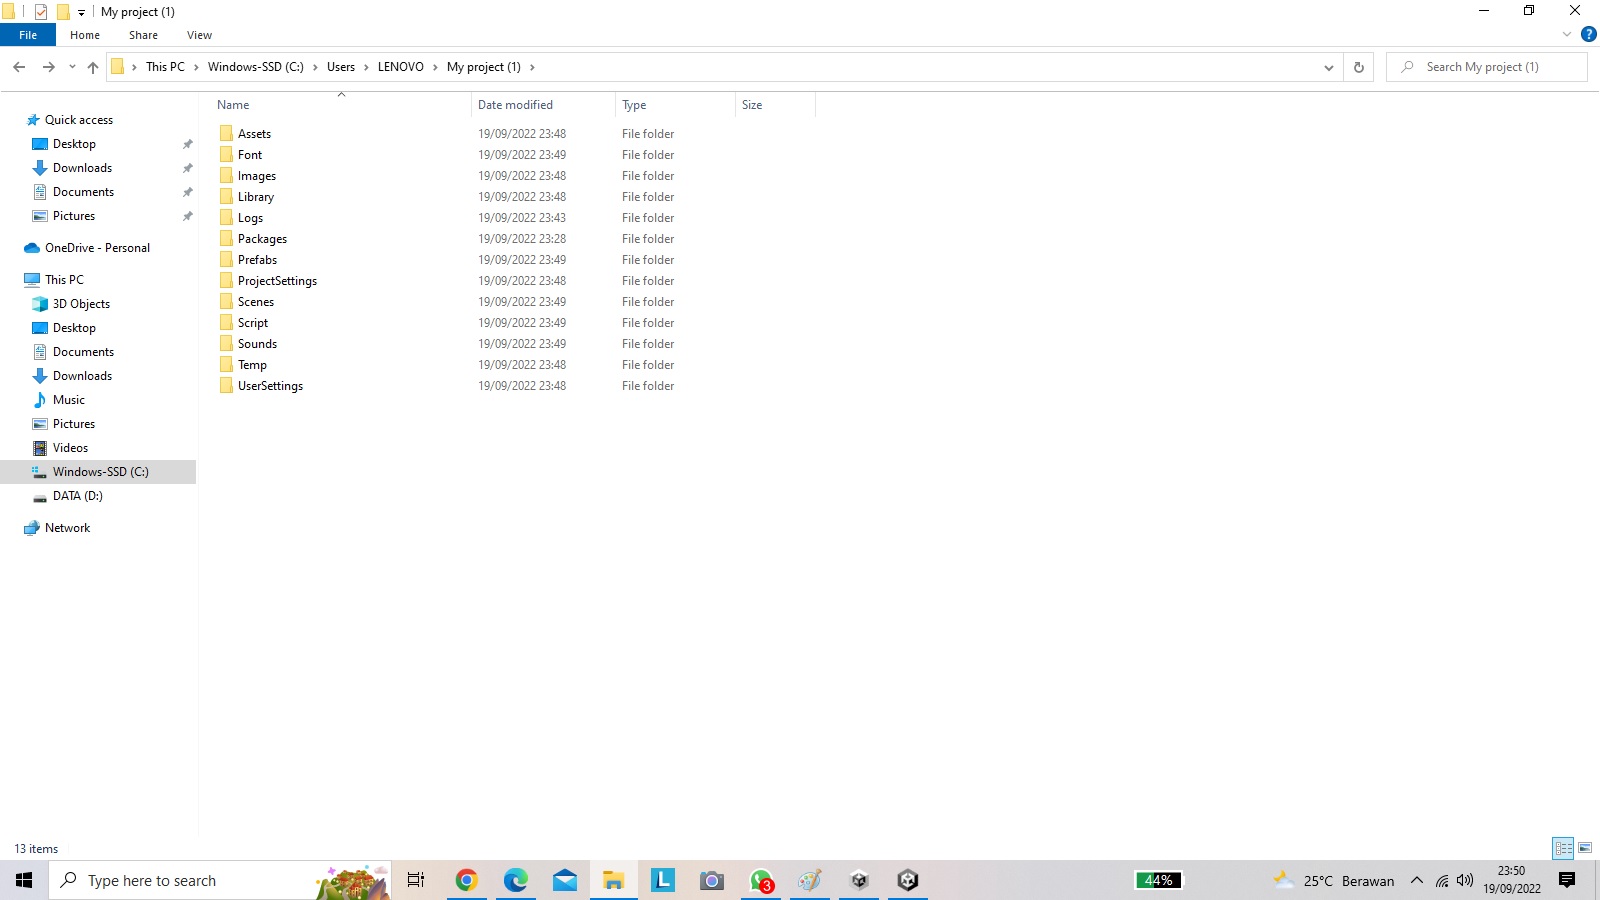 My project (1)
File Home Share View
This PC Windows-SSD (C:) Users LENOVO My project (1) Search My project (1)
Name Date modified Type Size
Quick access
Desktop
Downloads
Documents
Pictures
OneDrive - Personal
This PC
3D Objects
Desktop
Documents
Downloads
Music
Pictures
Videos
Windows-SSD (C:)
DATA (D:)
Network
Assets 19/09/2022 23:48 File folder
Font 19/09/2022 23:49 File folder
Images 19/09/2022 23:48 File folder
Library 19/09/2022 23:48 File folder
Logs 19/09/2022 23:43 File folder
Packages 19/09/2022 23:28 File folder
Prefabs 19/09/2022 23:49 File folder
ProjectSettings 19/09/2022 23:48 File folder
Scenes 19/09/2022 23:49 File folder
Script 19/09/2022 23:49 File folder
Sounds 19/09/2022 23:49 File folder
Temp 19/09/2022 23:48 File folder
UserSettings 19/09/2022 23:48 File folder
13 items
Type here to search L 3 44% 25°C Berawan 23:50
19/09/2022